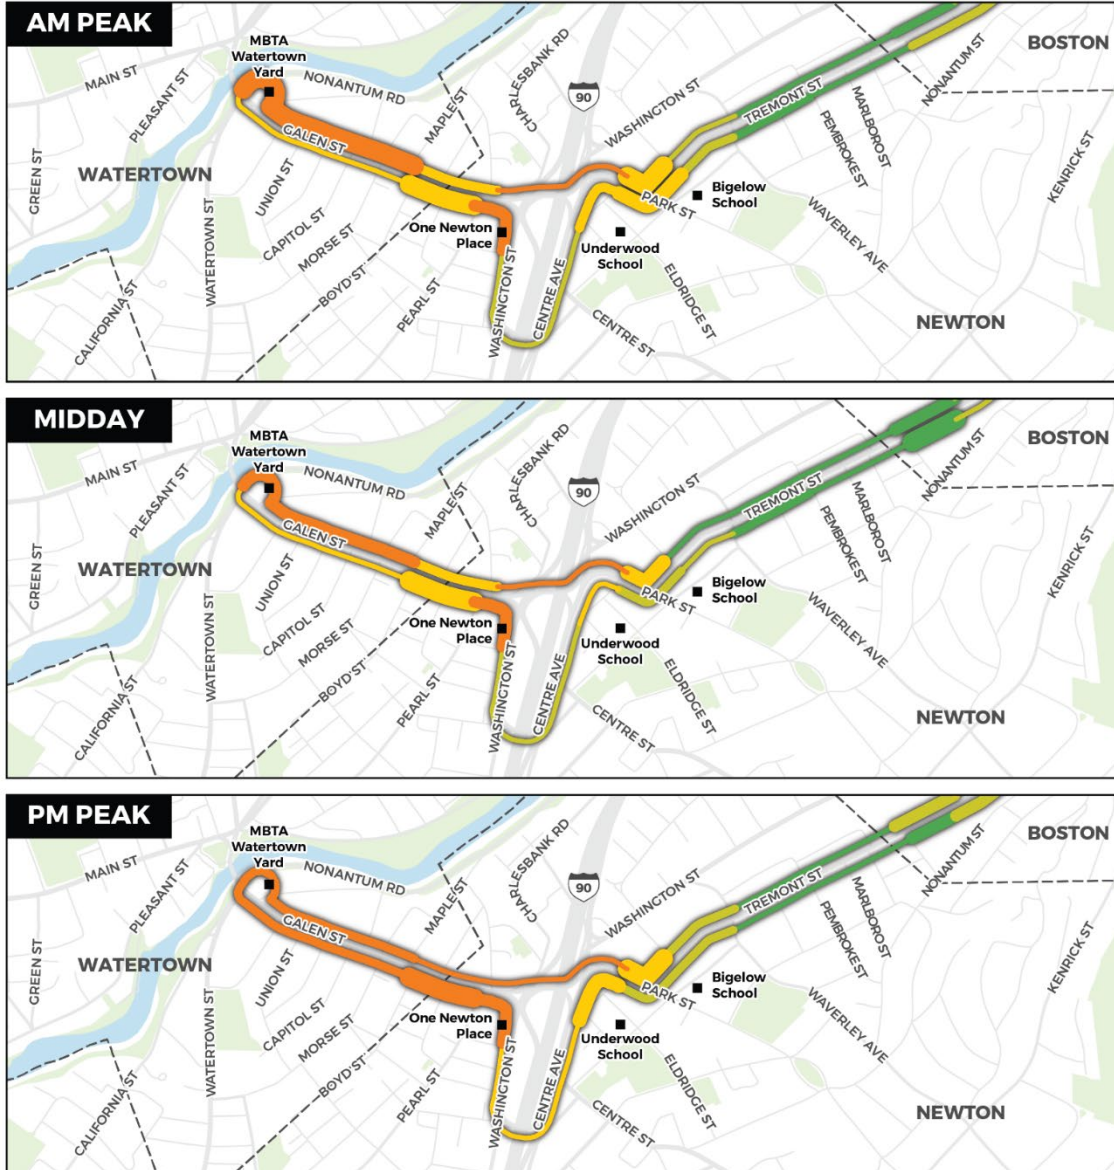 AM PEAK
MBTA
Watertown
Yard
MAIN ST
PLEASANT ST
NONANTUM RD
MAPLE ST
CHARLESBANK RD
90
WASHINGTON ST
TREMONT ST
NONANTUM ST
BOSTON
MARLBORO ST
PEMBROKE ST
KENRICK ST
GREEN ST
WATERTOWN
GALEN ST
UNION ST
CAPITOL ST
MORSE ST
WATERTOWN ST
CALIFORNIA ST
BOYD ST
PEARL ST
One Newton
Place
WASHINGTON ST
CENTRE AVE
PARK ST
Bigelow
School
Underwood
School
WAVERLEY AVE
ELDRIDGE ST
CENTRE ST
NEWTON
MIDDAY
MBTA
Watertown
Yard
MAIN ST
PLEASANT ST
NONANTUM RD
MAPLE ST
CHARLESBANK RD
90
WASHINGTON ST
TREMONT ST
NONANTUM ST
BOSTON
MARLBORO ST
PEMBROKE ST
KENRICK ST
GREEN ST
WATERTOWN
GALEN ST
UNION ST
CAPITOL ST
MORSE ST
WATERTOWN ST
CALIFORNIA ST
BOYD ST
PEARL ST
One Newton
Place
WASHINGTON ST
CENTRE AVE
PARK ST
Bigelow
School
Underwood
School
WAVERLEY AVE
ELDRIDGE ST
CENTRE ST
NEWTON
PM PEAK
MBTA
Watertown
Yard
MAIN ST
PLEASANT ST
NONANTUM RD
MAPLE ST
CHARLESBANK RD
90
WASHINGTON ST
TREMONT ST
NONANTUM ST
BOSTON
MARLBORO ST
PEMBROKE ST
KENRICK ST
GREEN ST
WATERTOWN
GALEN ST
UNION ST
CAPITOL ST
MORSE ST
WATERTOWN ST
CALIFORNIA ST
BOYD ST
PEARL ST
One Newton
Place
WASHINGTON ST
CENTRE AVE
PARK ST
Bigelow
School
Underwood
School
WAVERLEY AVE
ELDRIDGE ST
CENTRE ST
NEWTON